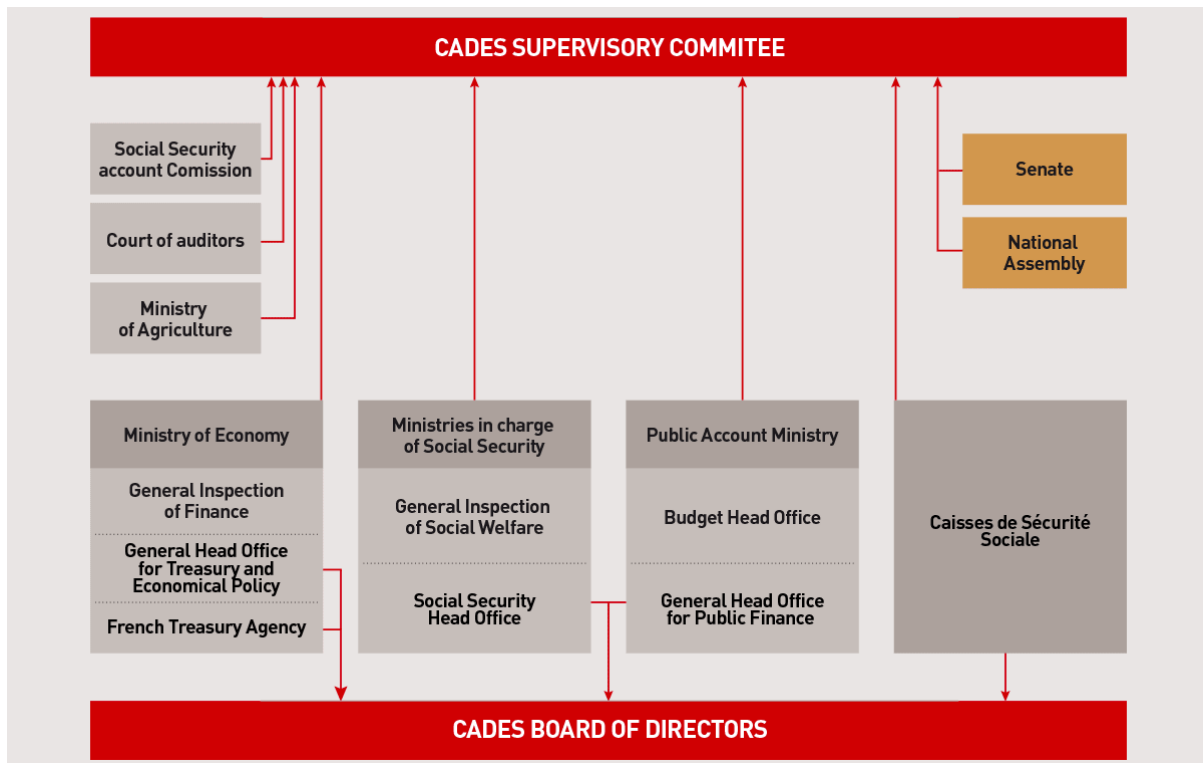 CADES SUPERVISORY COMMITEE
Social Security
account Comission
Court of auditors
Ministry
of Agriculture
Senate
National
Assembly
Ministry of Economy
General Inspection
of Finance
General Head Office
for Treasury and
Economical Policy
French Treasury Agency
Ministries in charge
of Social Security
General Inspection
of Social Welfare
Social Security
Head Office
Public Account Ministry
Budget Head Office
General Head Office
for Public Finance
Caisses de Sécurité
Sociale
CADES BOARD OF DIRECTORS